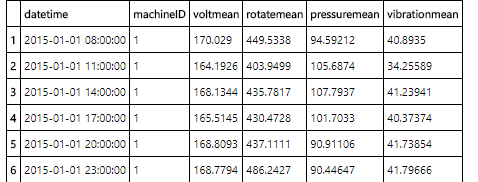 datetime machineID voltmean rotatemean pressuremean vibrationmean
1 2015-01-01 08:00:00 1 170.029 449.5338 94.59212 40.8935
2 2015-01-01 11:00:00 1 164.1926 403.9499 105.6874 34.25589
3 2015-01-01 14:00:00 1 168.1344 435.7817 107.7937 41.23941
4 2015-01-01 17:00:00 1 165.5145 430.4728 101.7033 40.37374
5 2015-01-01 20:00:00 1 168.8093 437.1111 90.91106 41.73854
6 2015-01-01 23:00:00 1 168.7794 486.2427 90.44647 41.79666